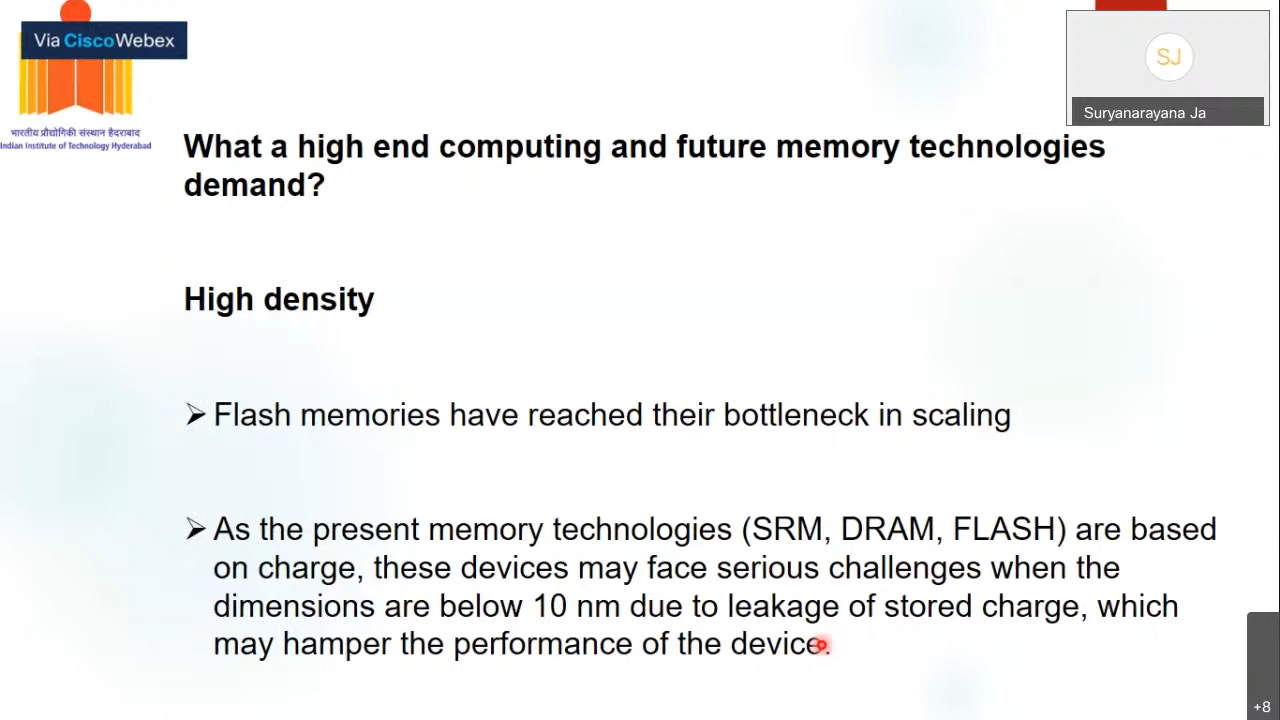 Via CiscoWebex
भारतीय प्रौद्योगिकी संस्थान हैदराबाद
Indian Institute of Technology Hyderabad
SJ
Suryanarayana Ja
What a high end computing and future memory technologies
demand?
High density
➢ Flash memories have reached their bottleneck in scaling
➢ As the present memory technologies (SRM, DRAM, FLASH) are based
on charge, these devices may face serious challenges when the
dimensions are below 10 nm due to leakage of stored charge, which
may hamper the performance of the device.
+8